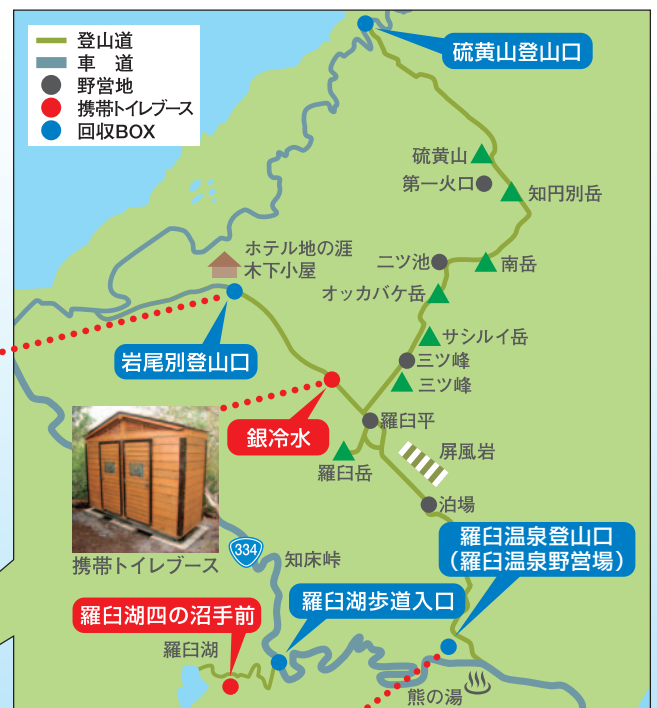 登山道
車　道
野営地
携帯トイレブース
回収BOX
硫黄山登山口
硫黄山
第一火口
知円別岳
ホテル地の涯
木下小屋
二ツ池
南岳
オッカバケ岳
サシルイ岳
岩尾別登山口
三ツ峰
三ツ峰
銀冷水
羅臼平
屏風岩
羅臼岳
泊場
羅臼温泉登山口
（羅臼温泉野営場）
334
知床峠
携帯トイレブース
羅臼湖歩道入口
羅臼湖四の沼手前
羅臼湖
熊の湯